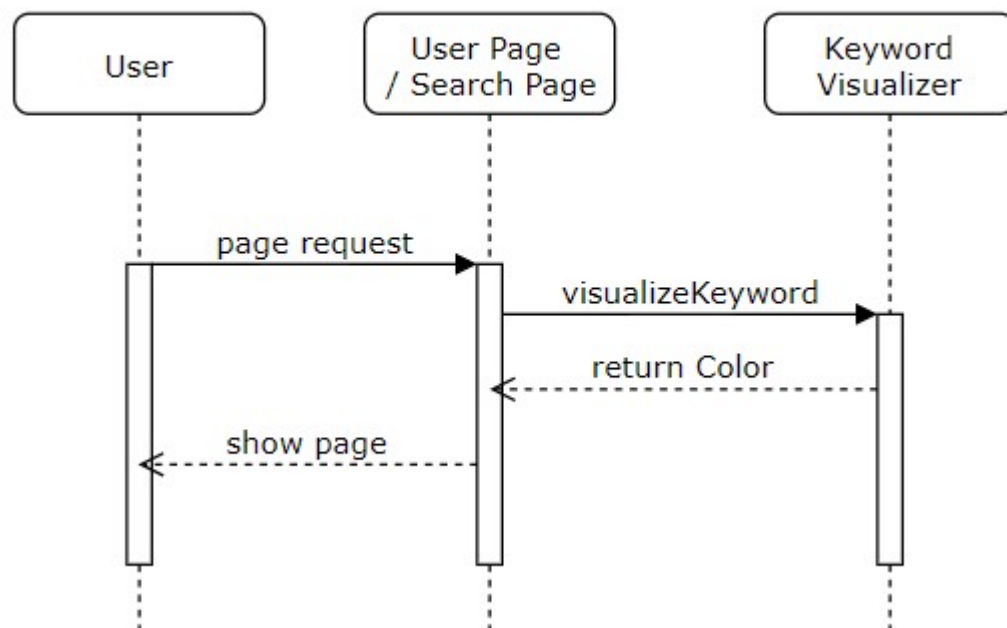 User
User Page
/ Search Page
Keyword
Visualizer
page request
visualizeKeyword
return Color
show page